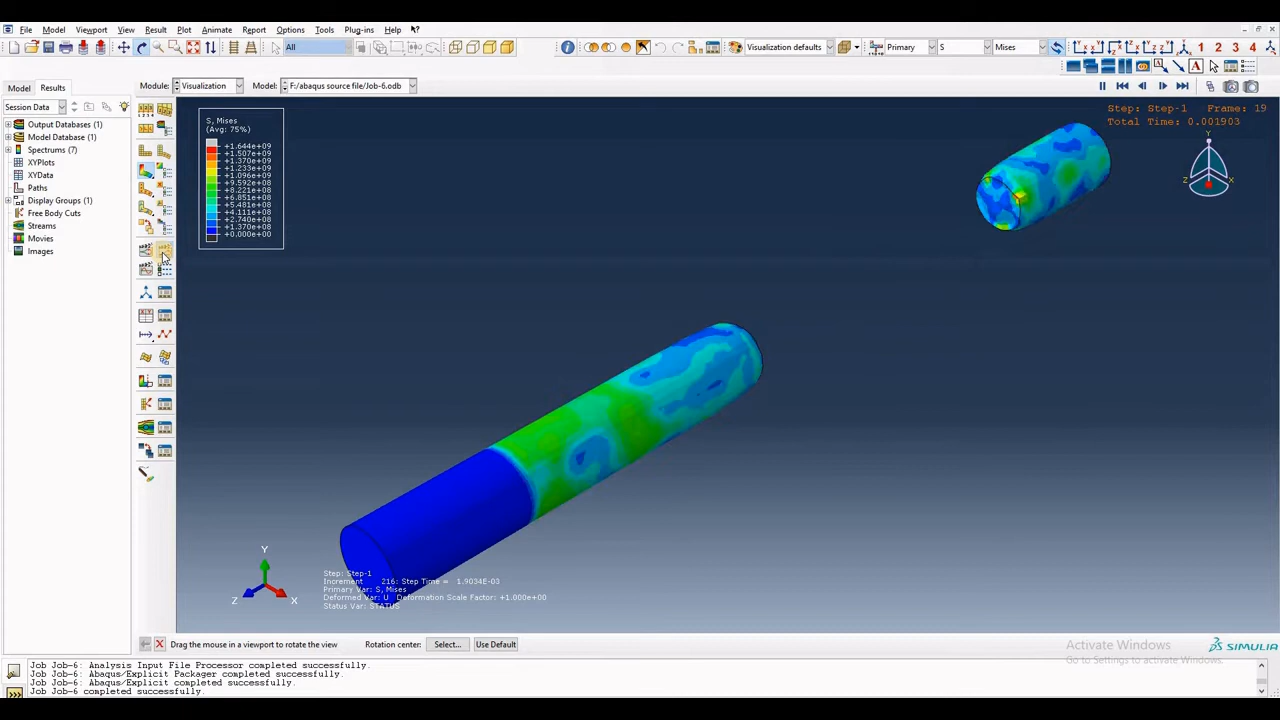 File Model Viewport View Result Plot Animate Report Options Tools Plug-ins Help
All Visualization defaults Primary S Mises 1 2 3 4
A
Model Results Module: Visualization Model: F:/abaqus source file/Job-6.odb
Session Data
Output Databases (1)
Model Database (1)
Spectrums (7)
XYPlots
XYData
Paths
Display Groups (1)
Free Body Cuts
Streams
Movies
Images
S, Mises
(Avg: 75%)
+1.644e+09
+1.507e+09
+1.370e+09
+1.233e+09
+1.096e+09
+9.592e+08
+8.221e+08
+6.851e+08
+5.481e+08
+4.111e+08
+2.740e+08
+1.370e+08
+0.000e+00
Step: Step-1 Frame: 19
Total Time: 0.001903
Y
Z X
Y
Z X
Step: Step-1
Increment 216: Step Time = 1.9034E-03
Primary Var: S, Mises
Deformed Var: U Deformation Scale Factor: +1.000e+00
Status Var: STATUS
Drag the mouse in a viewport to rotate the view Rotation center: Select... Use Default
Activate Windows
Go to Settings to activate Windows.
SIMULIA
Job Job-6: Analysis Input File Processor completed successfully.
Job Job-6: Abaqus/Explicit Packager completed successfully.
Job Job-6: Abaqus/Explicit completed successfully.
Job Job-6 completed successfully.
>>>